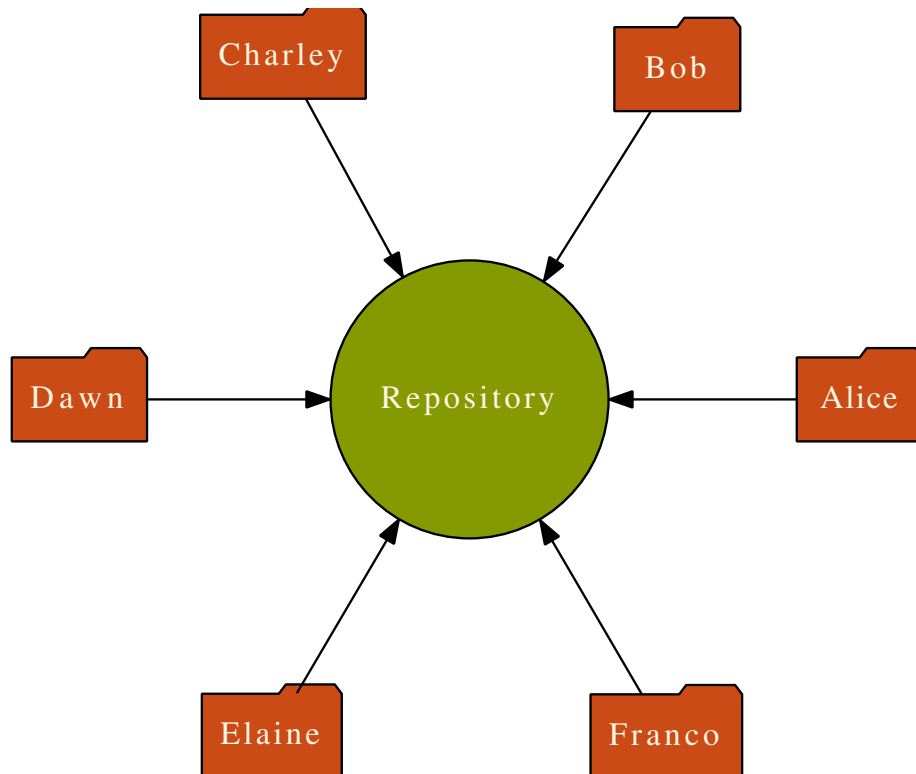 Charley
Bob
Dawn
Repository
Alice
Elaine
Franco